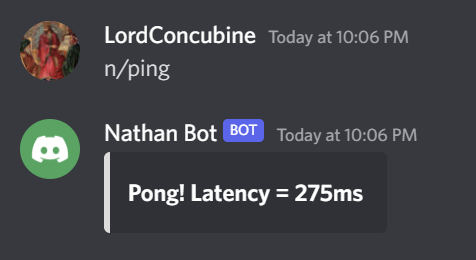 LordConcubine Today at 10:06 PM
n/ping
Nathan Bot BOT Today at 10:06 PM
Pong! Latency = 275ms